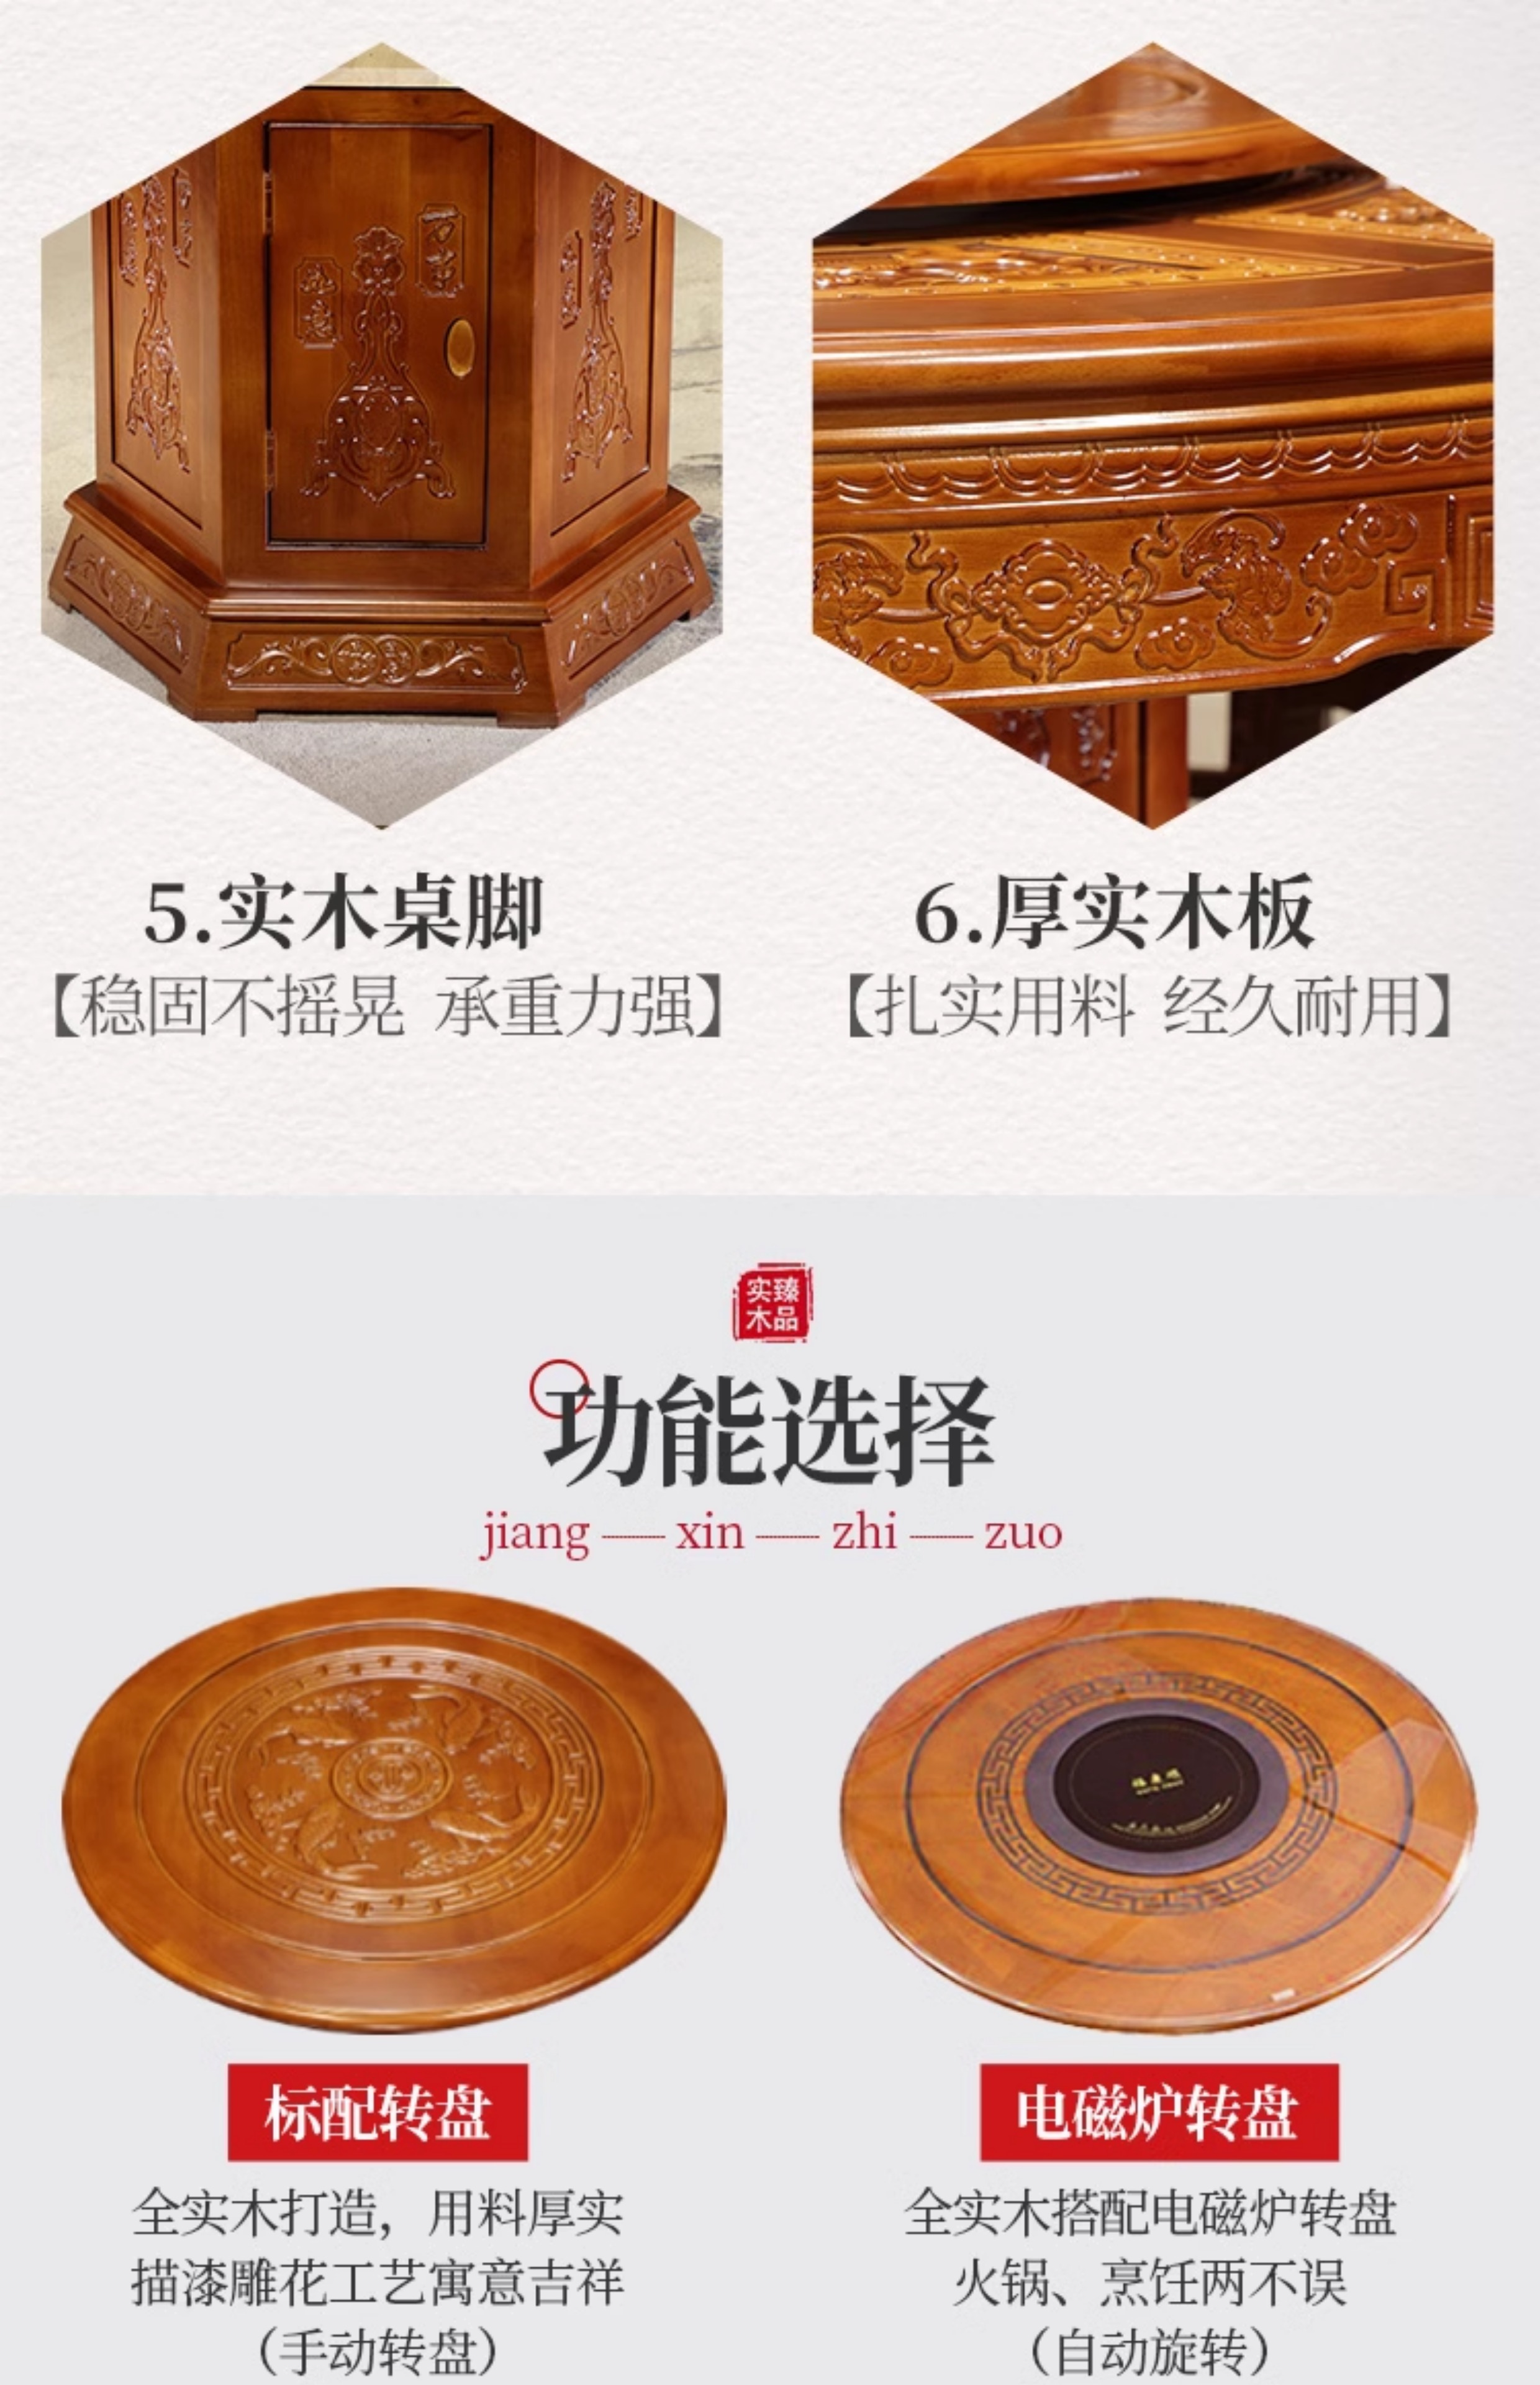 万事
如意
5.实木桌脚
【稳固不摇晃 承重力强】
6.厚实木板
【扎实用料 经久耐用】
实臻
木品
功能选择
jiang — xin — zhi — zuo
标配转盘
全实木打造，用料厚实
描漆雕花工艺寓意吉祥
（手动转盘）
电磁炉转盘
全实木搭配电磁炉转盘
火锅、烹饪两不误
（自动旋转）